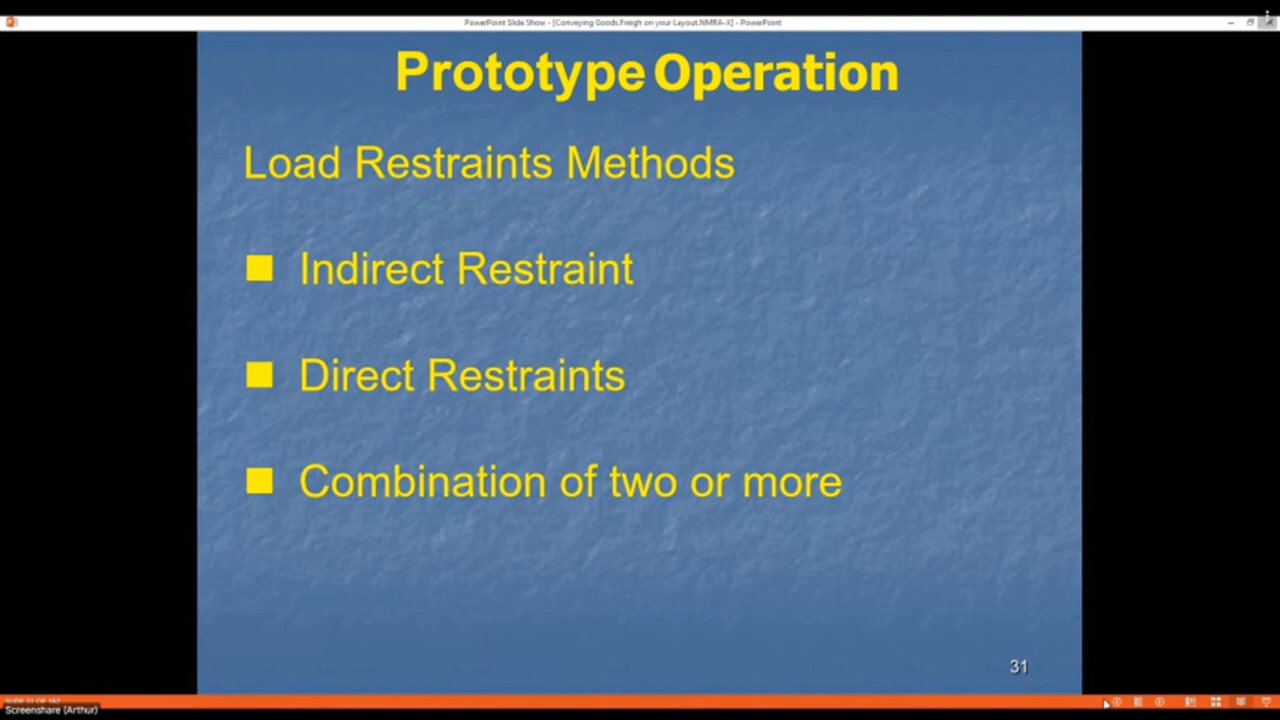 PowerPoint Slide Show - [Conveying Goods.Freigh on your Layout.NMRA-X] - PowerPoint
Prototype Operation
Load Restraints Methods
Indirect Restraint
Direct Restraints
Combination of two or more
31
Screenshare (Arthur)